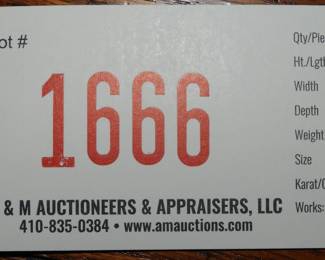 ot #
1666
& M AUCTIONEERS & APPRAISERS, LLC
410-835-0384 • www.amauctions.com
Qty/Pie
Ht./Lgth
Width
Depth
Weight
Size
Karat/C
Works: